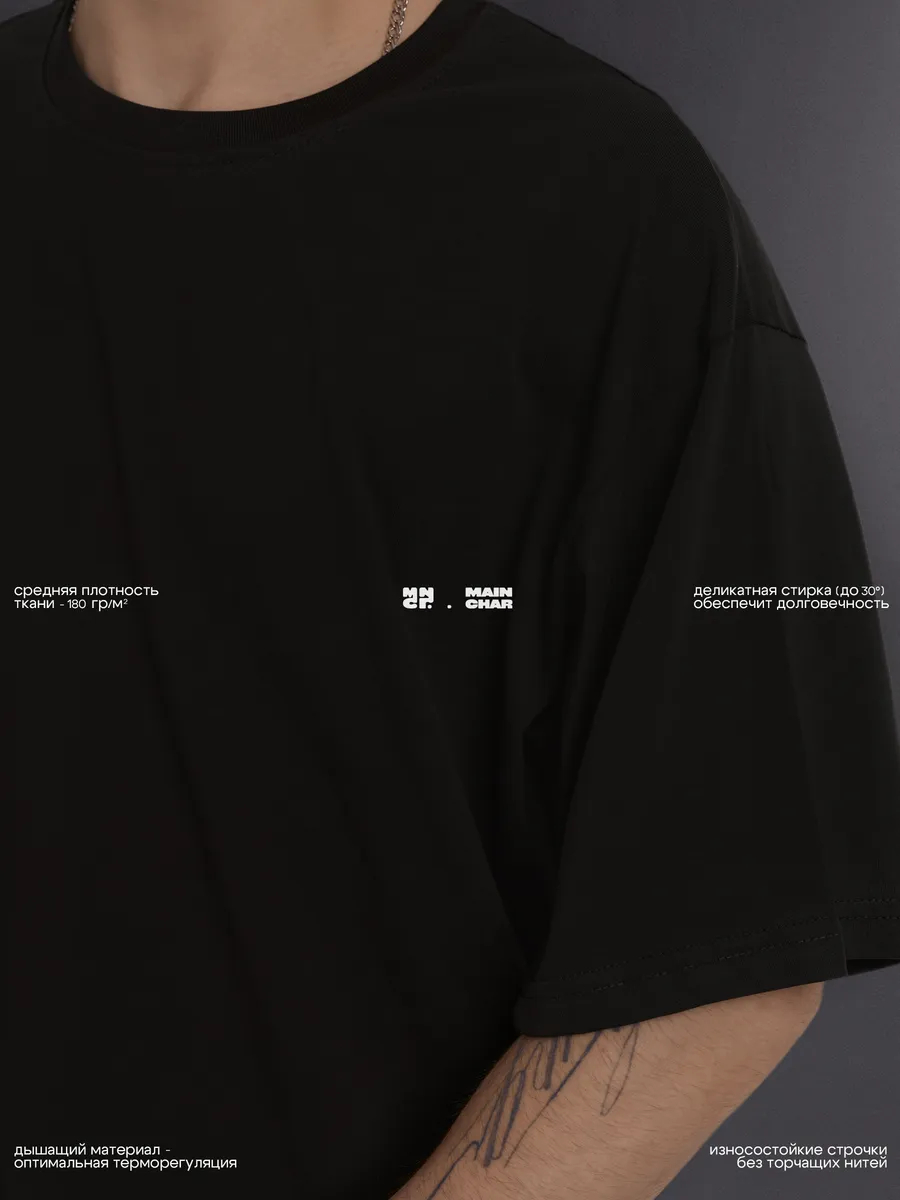 средняя плотность
ткани - 180 гр/м²
MN
Cr.
.
MAIN
CHAR
деликатная стирка (до 30°)
обеспечит долговечность
дышащий материал -
оптимальная терморегуляция
износостойкие строчки
без торчащих нитей